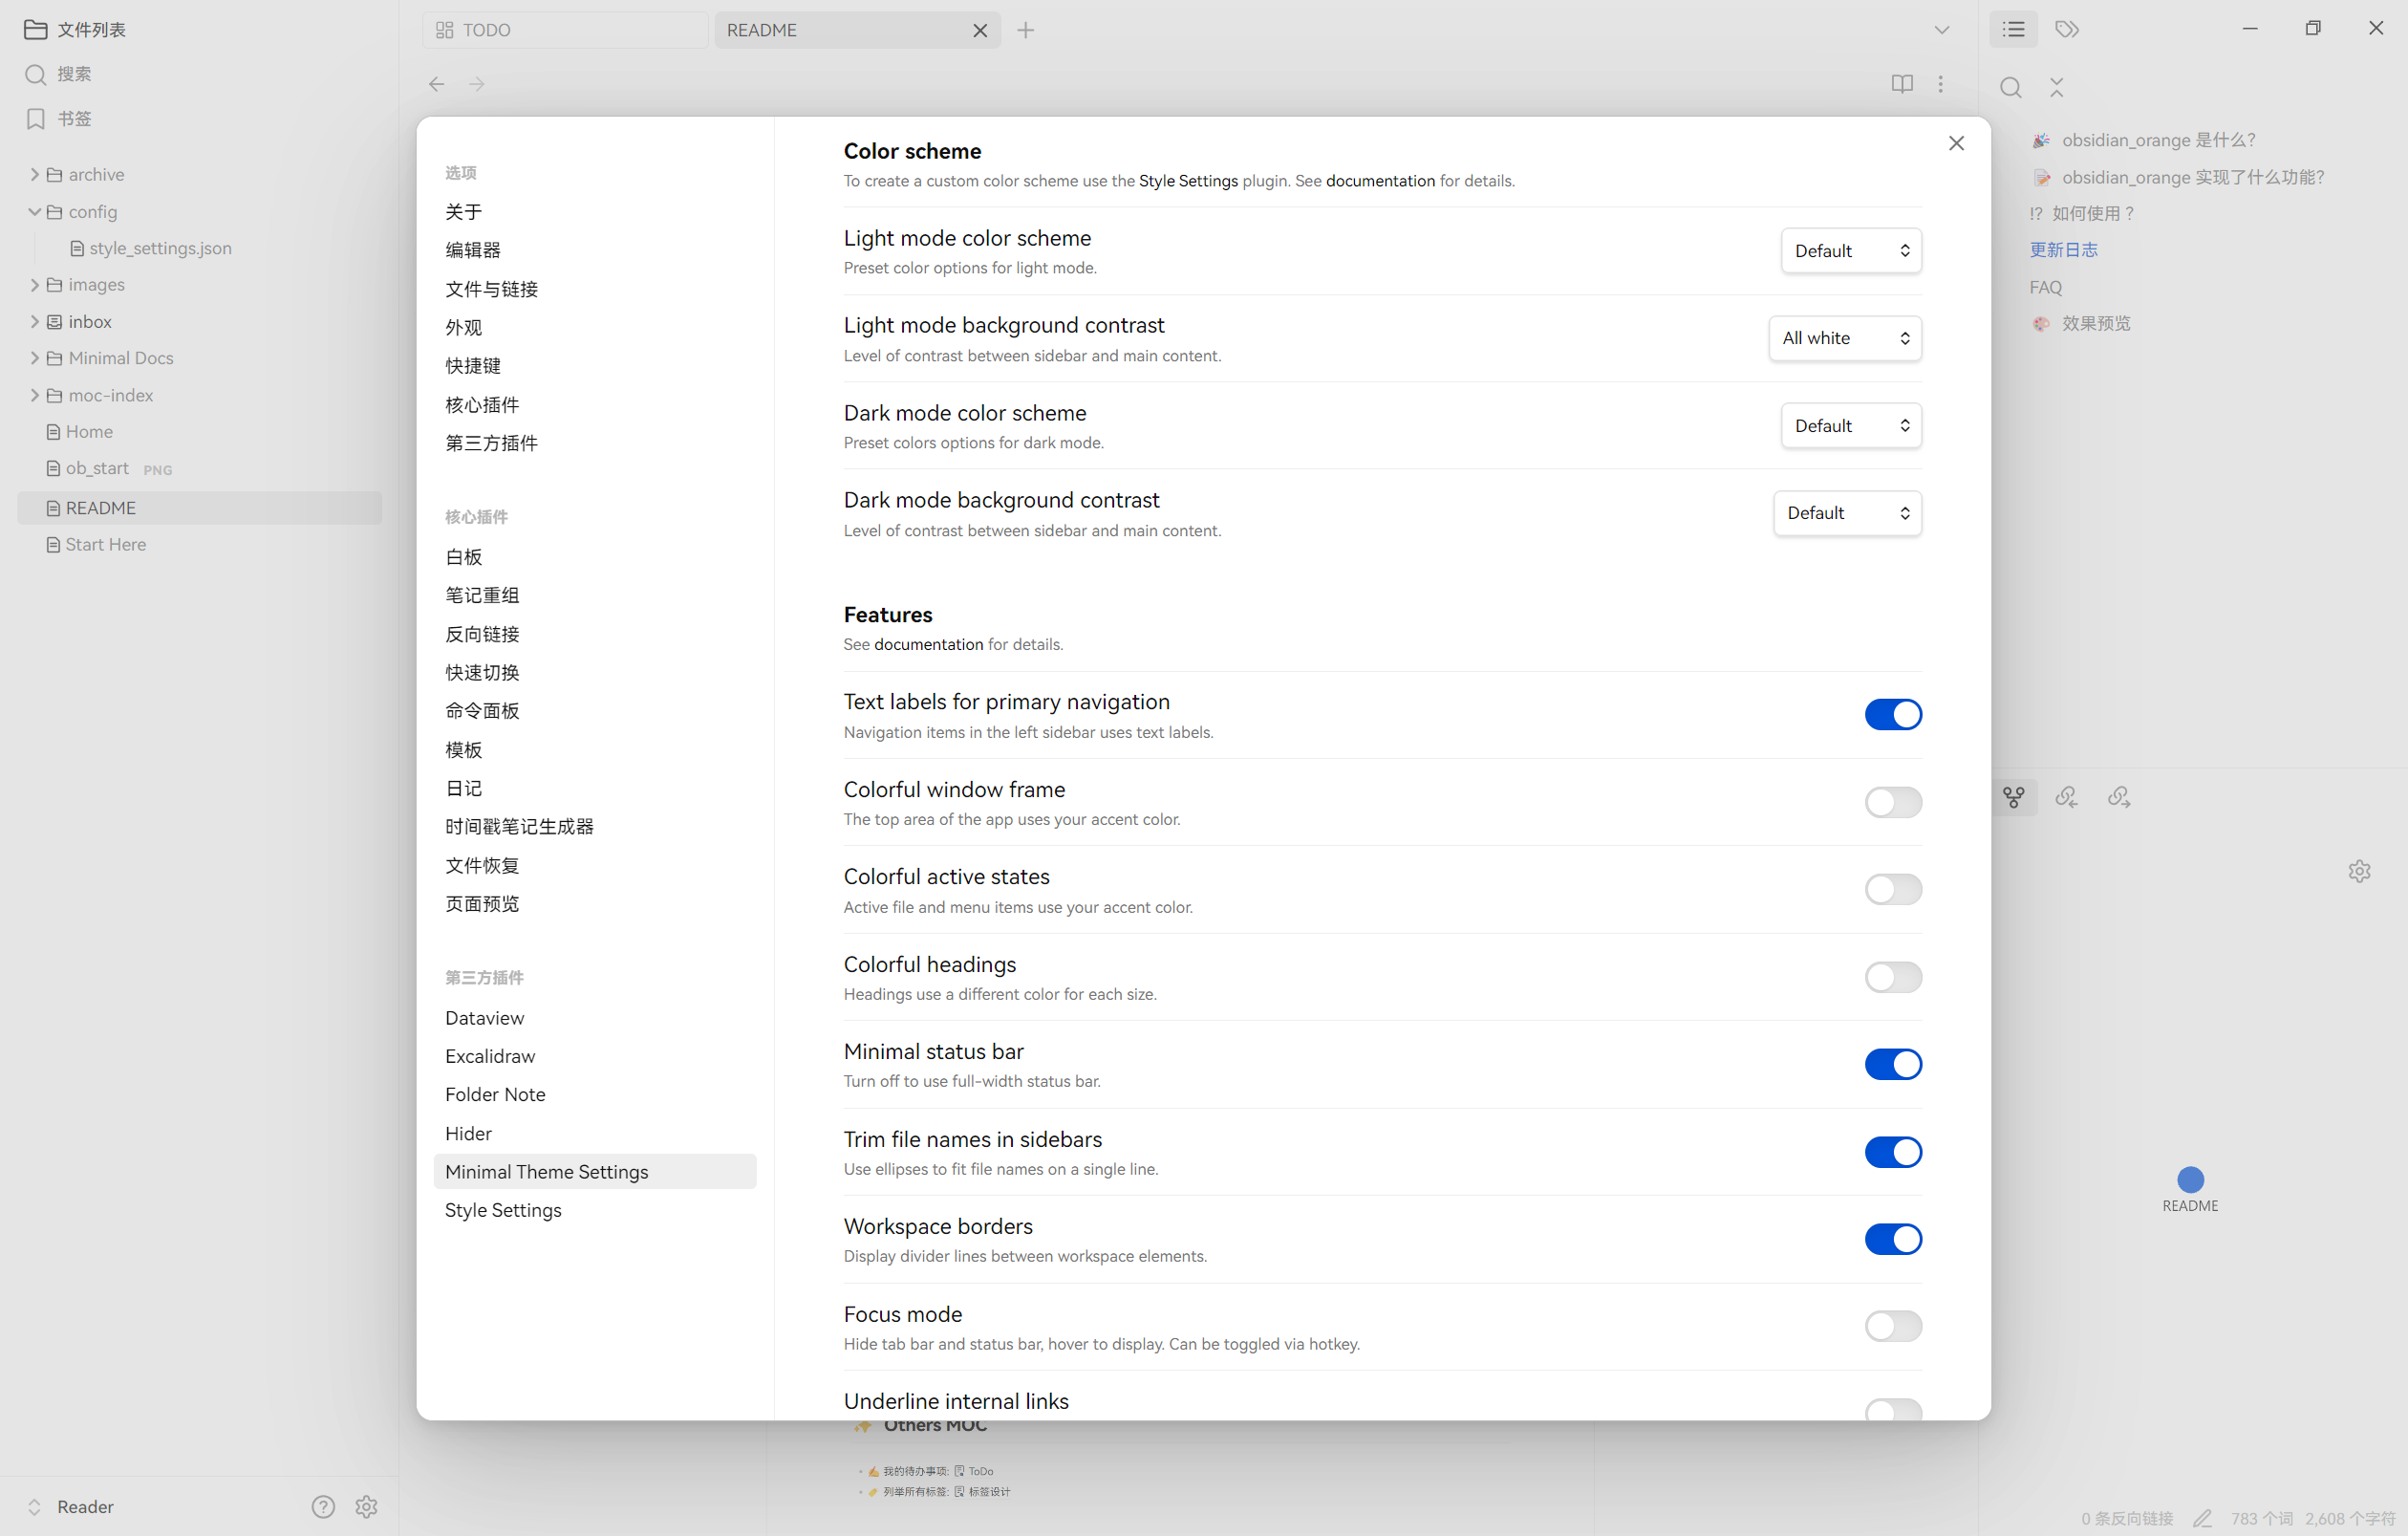 文件列表
搜索
书签
archive
config
style_settings.json
images
inbox
Minimal Docs
moc-index
Home
ob_start PNG
README
Start Here
Reader
TODO
README
选项
关于
编辑器
文件与链接
外观
快捷键
核心插件
第三方插件
核心插件
白板
笔记重组
反向链接
快速切换
命令面板
模板
日记
时间戳笔记生成器
文件恢复
页面预览
第三方插件
Dataview
Excalidraw
Folder Note
Hider
Minimal Theme Settings
Style Settings
Color scheme
To create a custom color scheme use the Style Settings plugin. See documentation for details.
Light mode color scheme
Preset color options for light mode.
Default
Light mode background contrast
Level of contrast between sidebar and main content.
All white
Dark mode color scheme
Preset colors options for dark mode.
Default
Dark mode background contrast
Level of contrast between sidebar and main content.
Default
Features
See documentation for details.
Text labels for primary navigation
Navigation items in the left sidebar uses text labels.
Colorful window frame
The top area of the app uses your accent color.
Colorful active states
Active file and menu items use your accent color.
Colorful headings
Headings use a different color for each size.
Minimal status bar
Turn off to use full-width status bar.
Trim file names in sidebars
Use ellipses to fit file names on a single line.
Workspace borders
Display divider lines between workspace elements.
Focus mode
Hide tab bar and status bar, hover to display. Can be toggled via hotkey.
Underline internal links
Others MOC
我的待办事项: ToDo
列举所有标签: 标签设计
🎉 obsidian_orange 是什么？
📝 obsidian_orange 实现了什么功能？
⁉ 如何使用？
更新日志
FAQ
🎨 效果预览
README
0 条反向链接 783 个词 2,608 个字符